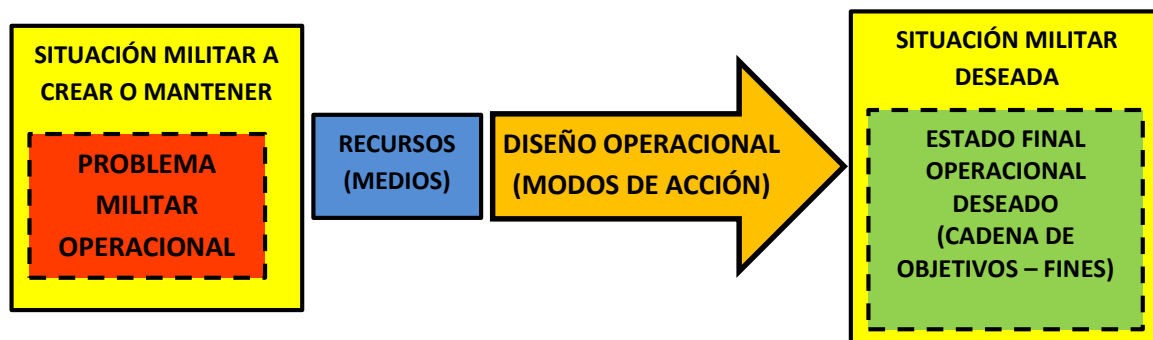 SITUACIÓN MILITAR A
CREAR O MANTENER
PROBLEMA
MILITAR
OPERACIONAL
RECURSOS
(MEDIOS)
DISEÑO OPERACIONAL
(MODOS DE ACCIÓN)
SITUACIÓN MILITAR
DESEADA
ESTADO FINAL
OPERACIONAL
DESEADO
(CADENA DE
OBJETIVOS – FINES)